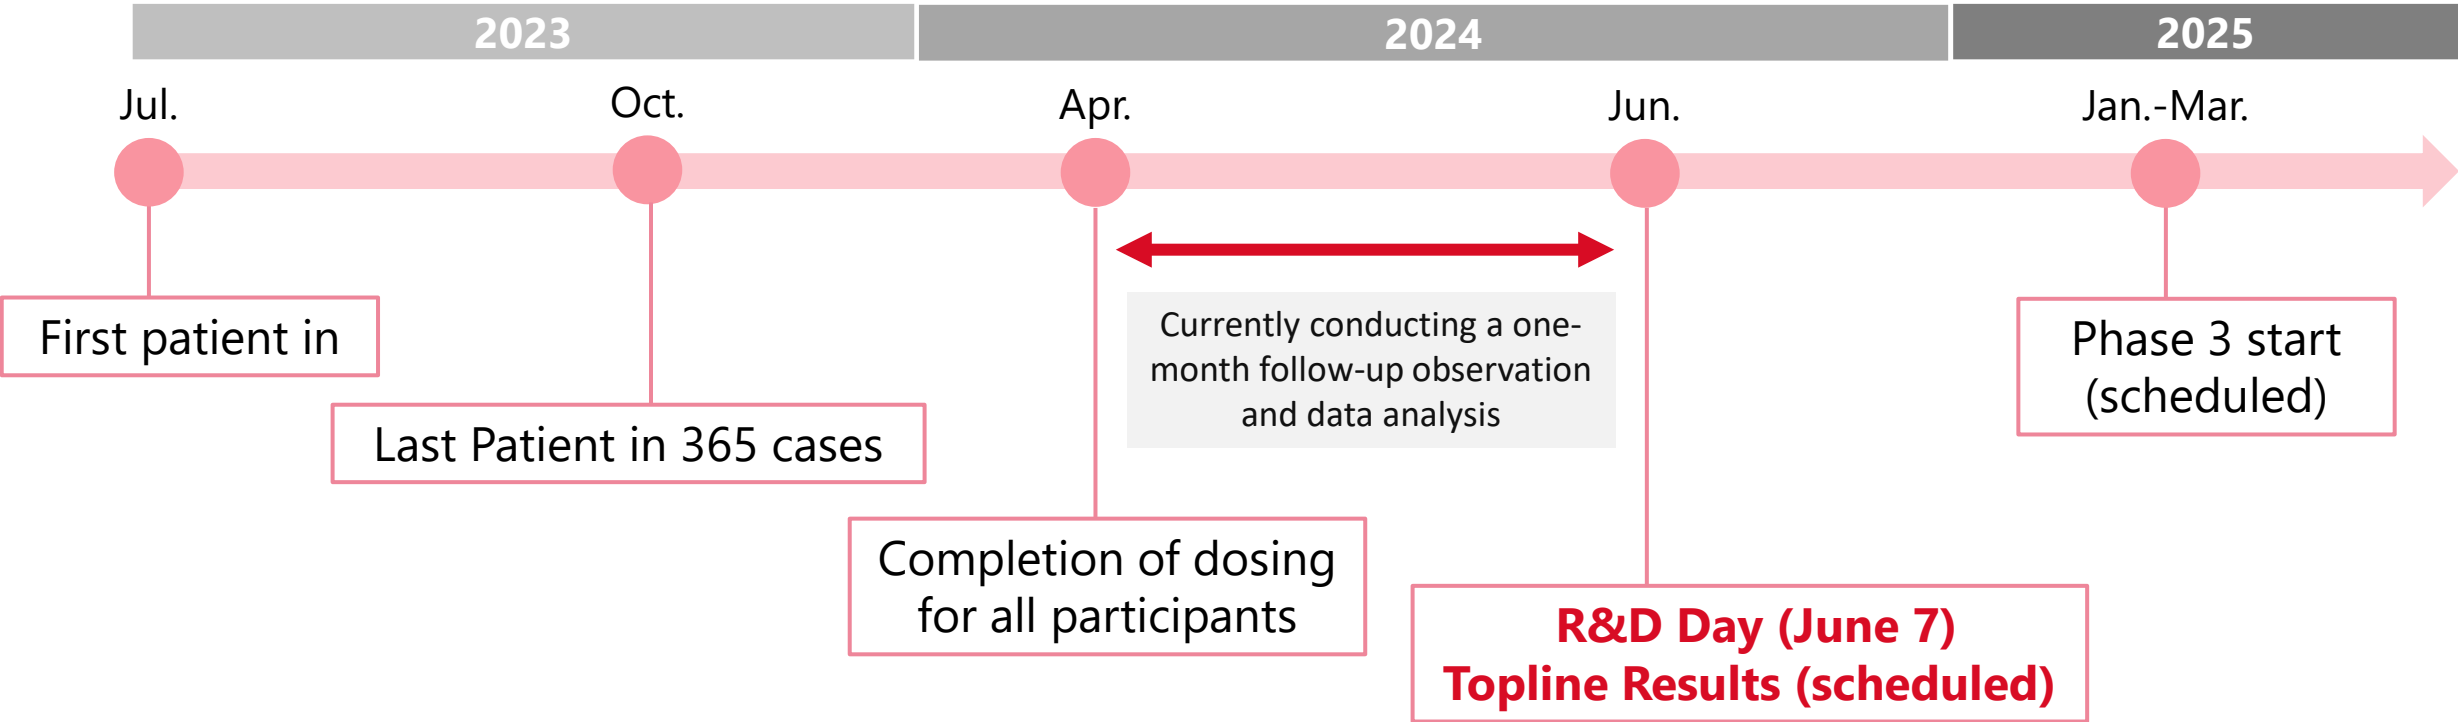 2023
2024
2025
Jul.
Oct.
Apr.
Jun.
Jan.-Mar.
First patient in
Last Patient in 365 cases
Completion of dosing
for all participants
Currently conducting a one-
month follow-up observation
and data analysis
R&D Day (June 7)
Topline Results (scheduled)
Phase 3 start
(scheduled)